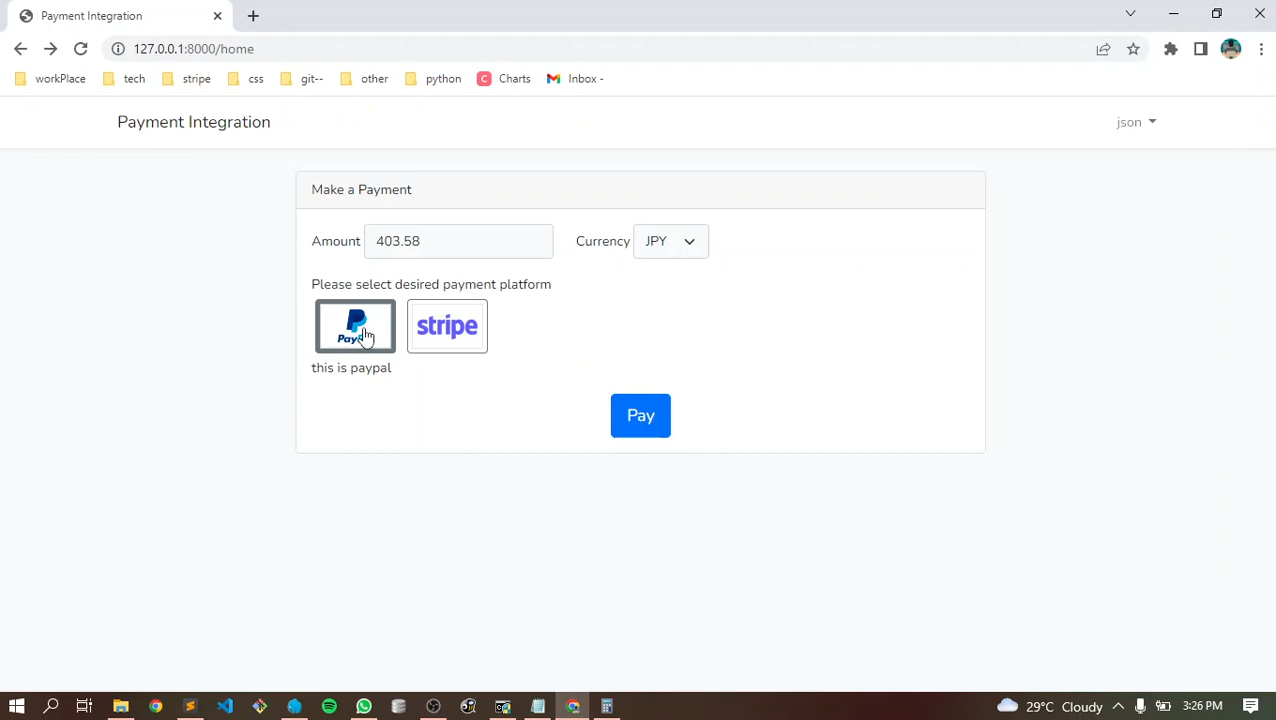 Payment Integration
127.0.0.1:8000/home
workPlace tech stripe css git-- other python C Charts Inbox -
Payment Integration json
Make a Payment
Amount 403.58 Currency JPY
Please select desired payment platform
stripe
this is paypal
Pay
29°C Cloudy 3:26 PM